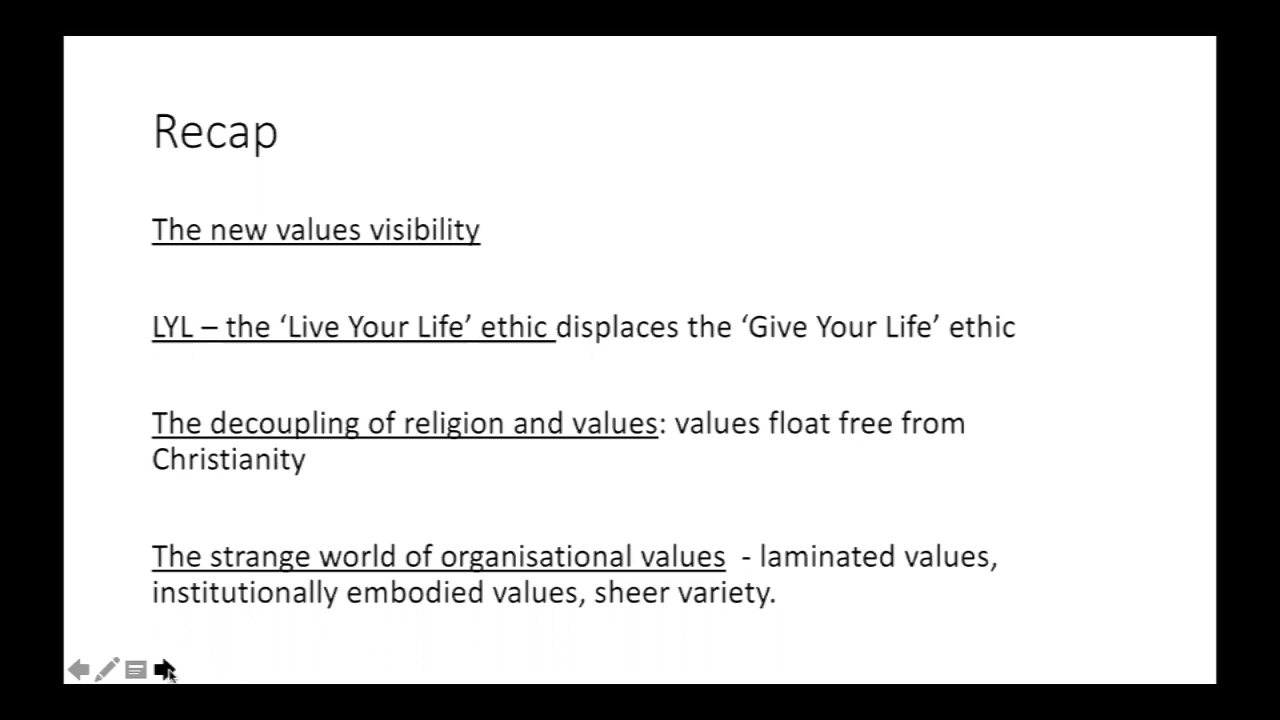 Recap
The new values visibility
LYL – the ‘Live Your Life’ ethic displaces the ‘Give Your Life’ ethic
The decoupling of religion and values: values float free from
Christianity
The strange world of organisational values  - laminated values,
institutionally embodied values, sheer variety.